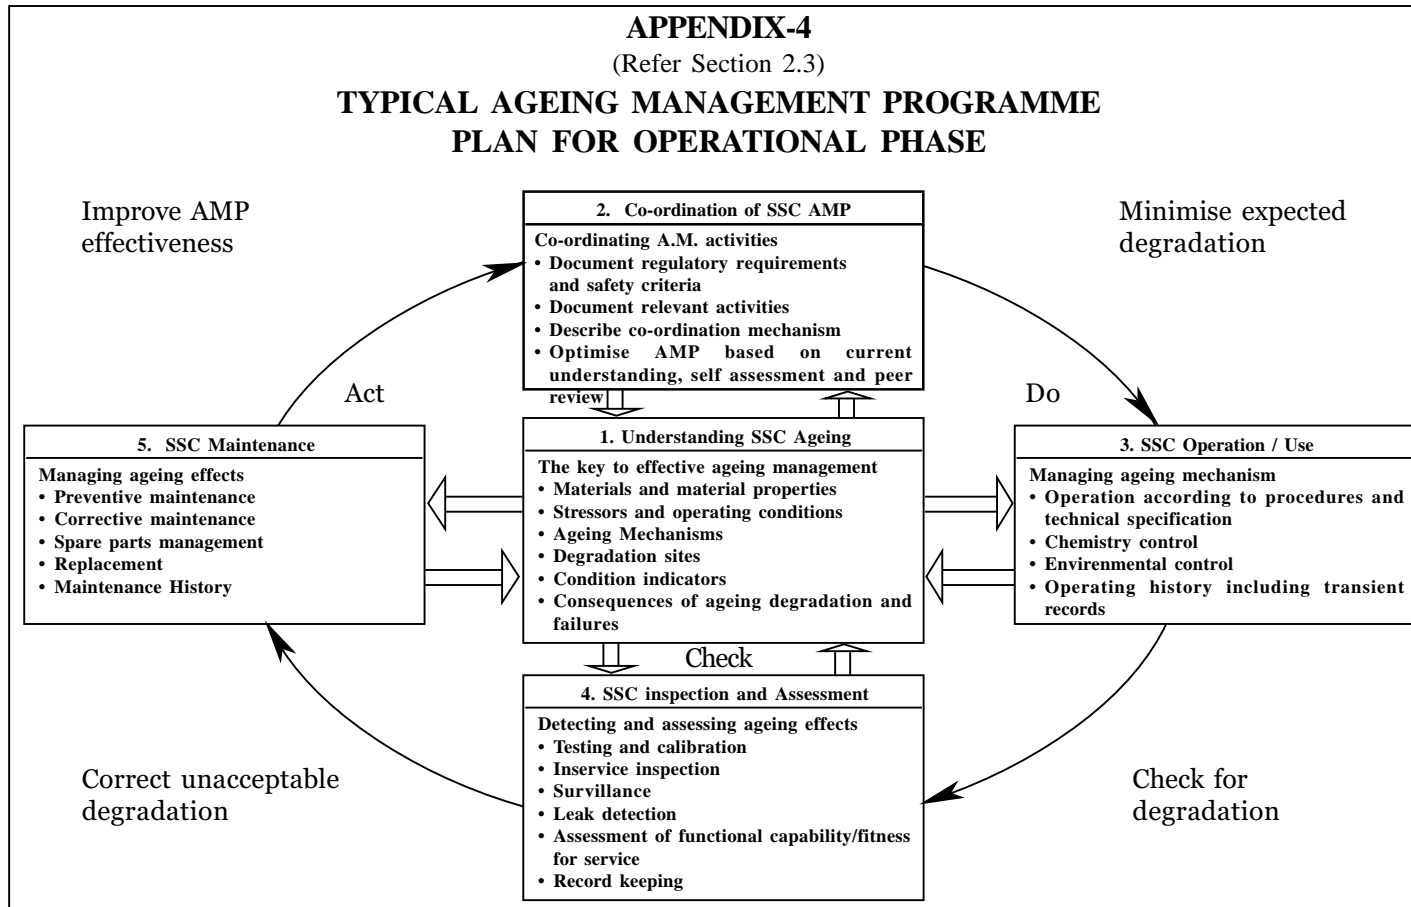 APPENDIX-4
(Refer Section 2.3)
TYPICAL AGEING MANAGEMENT PROGRAMME
PLAN FOR OPERATIONAL PHASE
Improve AMP
effectiveness
Minimise expected
degradation
2. Co-ordination of SSC AMP
Co-ordinating A.M. activities
• Document regulatory requirements
and safety criteria
• Document relevant activities
• Describe co-ordination mechanism
• Optimise AMP based on current
understanding, self assessment and peer
review
Act
Do
5. SSC Maintenance
Managing ageing effects
• Preventive maintenance
• Corrective maintenance
• Spare parts management
• Replacement
• Maintenance History
1. Understanding SSC Ageing
The key to effective ageing management
• Materials and material properties
• Stressors and operating conditions
• Ageing Mechanisms
• Degradation sites
• Condition indicators
• Consequences of ageing degradation and
failures
3. SSC Operation / Use
Managing ageing mechanism
• Operation according to procedures and
technical specification
• Chemistry control
• Envirenmental control
• Operating history including transient
records
Check
4. SSC inspection and Assessment
Detecting and assessing ageing effects
• Testing and calibration
• Inservice inspection
• Survillance
• Leak detection
• Assessment of functional capability/fitness
for service
• Record keeping
Correct unacceptable
degradation
Check for
degradation